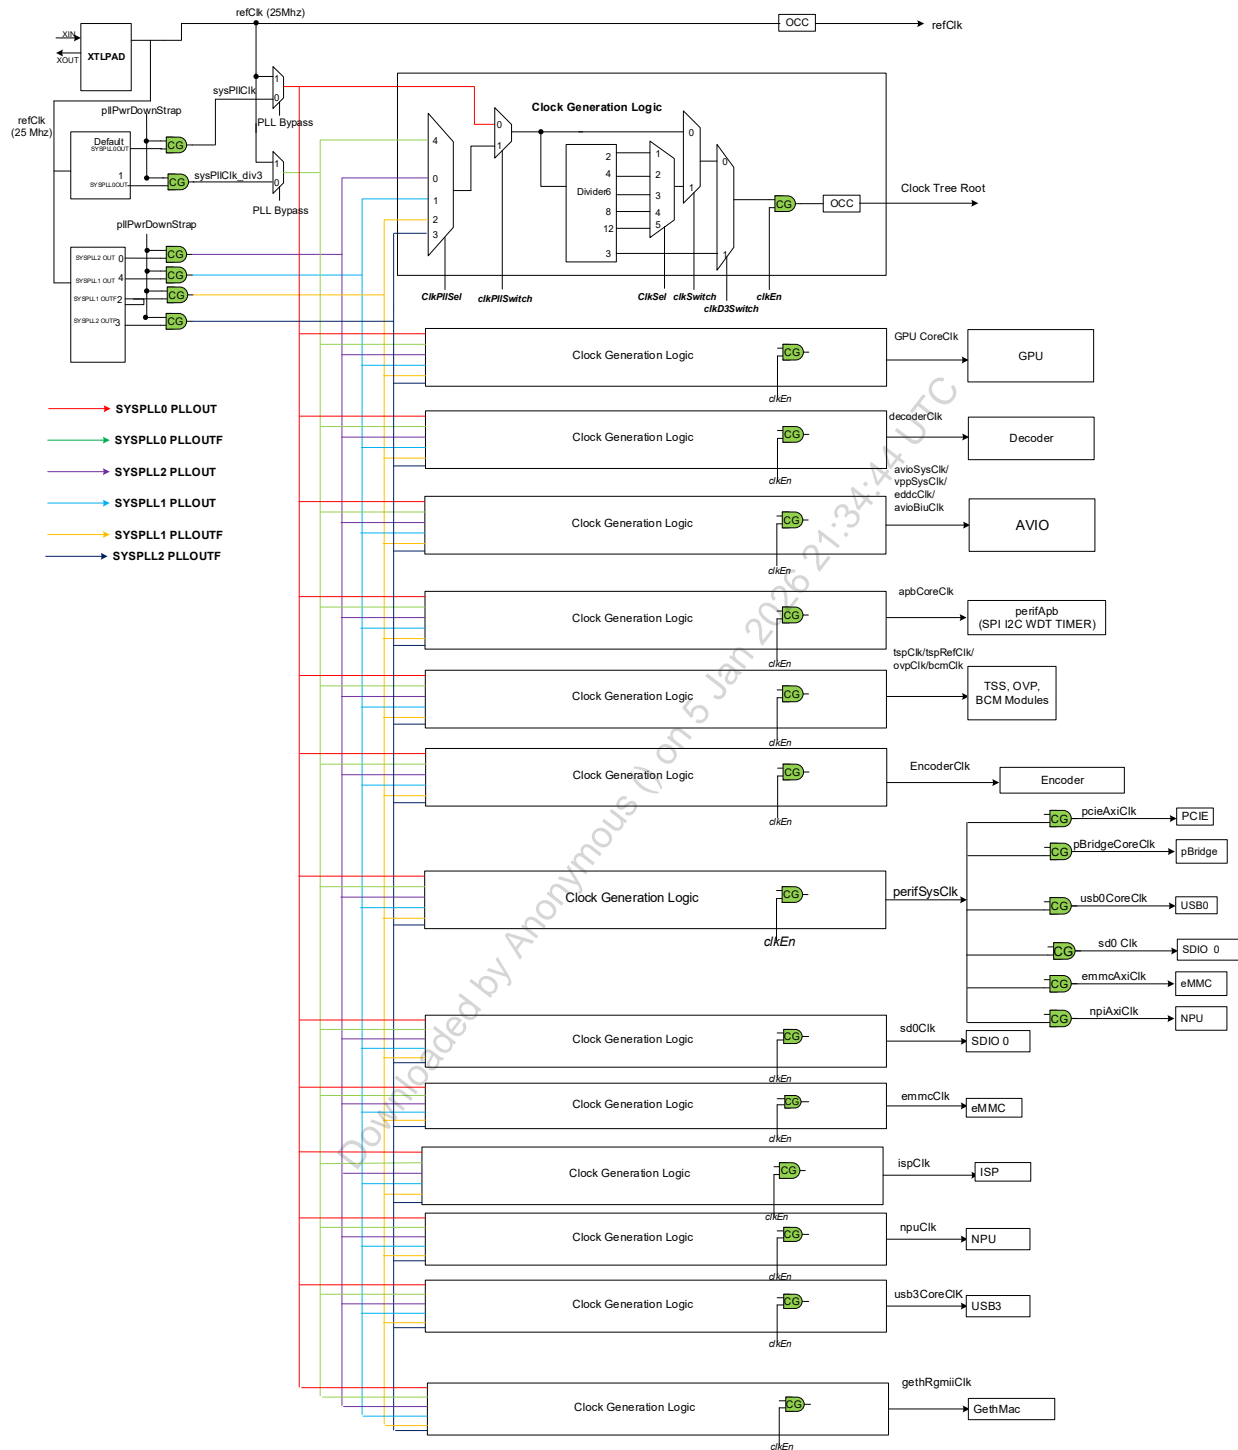 refClk (25Mhz)
OCC
refClk
XIN
XOUT
XTLPAD
sysPllClk
1
0
PLL Bypass
pllPwrDownStrap
refClk
(25 Mhz)
Default
SYSPLL0OUT
CG
1
SYSPLL0OUT
CG
sysPllClk_div3
1
0
PLL Bypass
pllPwrDownStrap
SYSPLL2 OUT
0
CG
SYSPLL1 OUT
4
CG
SYSPLL1 OUTF
2
CG
SYSPLL2 OUTF
3
CG
Clock Generation Logic
4
0
1
2
3
0
1
2
4
Divider6
8
12
3
1
2
3
4
5
0
1
0
1
CG
OCC
Clock Tree Root
ClkPllSel
clkPllSwitch
ClkSel
clkSwitch
clkD3Switch
clkEn
Clock Generation Logic
CG
clkEn
GPU CoreClk
GPU
SYSPLL0 PLLOUT
SYSPLL0 PLLOUTF
SYSPLL2 PLLOUT
SYSPLL1 PLLOUT
SYSPLL1 PLLOUTF
SYSPLL2 PLLOUTF
Clock Generation Logic
CG
clkEn
decoderClk
Decoder
Clock Generation Logic
CG
clkEn
avioSysClk/
vppSysClk/
eddcClk/
avioBiuClk
AVIO
Clock Generation Logic
CG
clkEn
apbCoreClk
perifApb
(SPI I2C WDT TIMER)
Clock Generation Logic
CG
clkEn
tspClk/tspRefClk/
ovpClk/bcmClk
TSS, OVP,
BCM Modules
Clock Generation Logic
CG
clkEn
EncoderClk
Encoder
Clock Generation Logic
CG
clkEn
perifSysClk
CG
pcieAxiClk
PCIE
CG
pBridgeCoreClk
pBridge
CG
usb0CoreClk
USB0
CG
sd0 Clk
SDIO 0
CG
emmcAxiClk
eMMC
CG
npiAxiClk
NPU
Clock Generation Logic
CG
clkEn
sd0Clk
SDIO 0
Clock Generation Logic
CG
clkEn
emmcClk
eMMC
Clock Generation Logic
CG
clkEn
ispClk
ISP
Clock Generation Logic
CG
clkEn
npuClk
NPU
Clock Generation Logic
CG
clkEn
usb3CoreClK
USB3
Clock Generation Logic
CG
clkEn
gethRgmiiClk
GethMac
Downloaded by Anonymous () on 5 Jan 2026 21:34:44 UTC